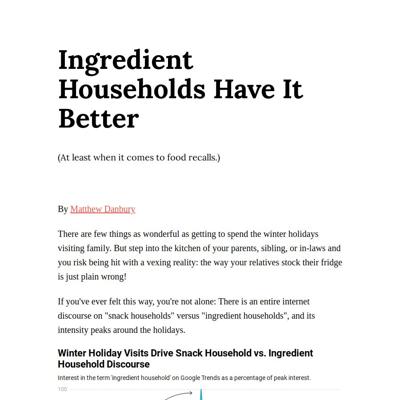 Ingredient
Households Have It
Better
(At least when it comes to food recalls.)
By Matthew Danbury
There are few things as wonderful as getting to spend the winter holidays
visiting family. But step into the kitchen of your parents, sibling, or in-laws and
you risk being hit with a vexing reality: the way your relatives stock their fridge
is just plain wrong!
If you've ever felt this way, you're not alone: There is an entire internet
discourse on "snack households" versus "ingredient households", and its
intensity peaks around the holidays.
Winter Holiday Visits Drive Snack Household vs. Ingredient
Household Discourse
Interest in the term 'ingredient household' on Google Trends as a percentage of peak interest.
100